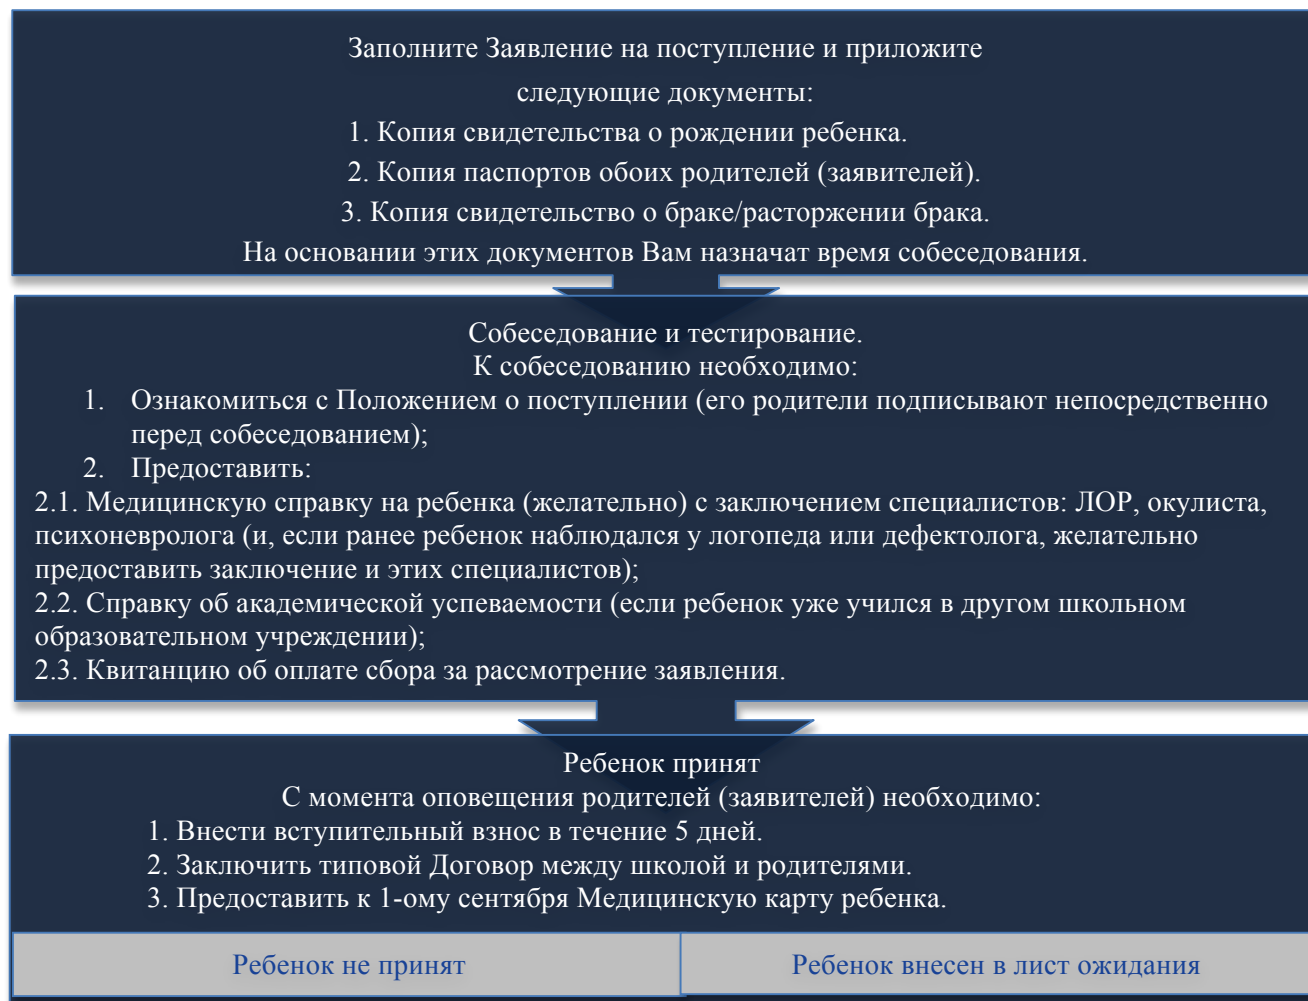 Заполните Заявление на поступление и приложите
следующие документы:
1. Копия свидетельства о рождении ребенка.
2. Копия паспортов обоих родителей (заявителей).
3. Копия свидетельство о браке/расторжении брака.
На основании этих документов Вам назначат время собеседования.
Собеседование и тестирование.
К собеседованию необходимо:
1. Ознакомиться с Положением о поступлении (его родители подписывают непосредственно
перед собеседованием);
2. Предоставить:
2.1. Медицинскую справку на ребенка (желательно) с заключением специалистов: ЛОР, окулиста,
психоневролога (и, если ранее ребенок наблюдался у логопеда или дефектолога, желательно
предоставить заключение и этих специалистов);
2.2. Справку об академической успеваемости (если ребенок уже учился в другом школьном
образовательном учреждении);
2.3. Квитанцию об оплате сбора за рассмотрение заявления.
Ребенок принят
С момента оповещения родителей (заявителей) необходимо:
1. Внести вступительный взнос в течение 5 дней.
2. Заключить типовой Договор между школой и родителями.
3. Предоставить к 1-ому сентября Медицинскую карту ребенка.
Ребенок не принят
Ребенок внесен в лист ожидания